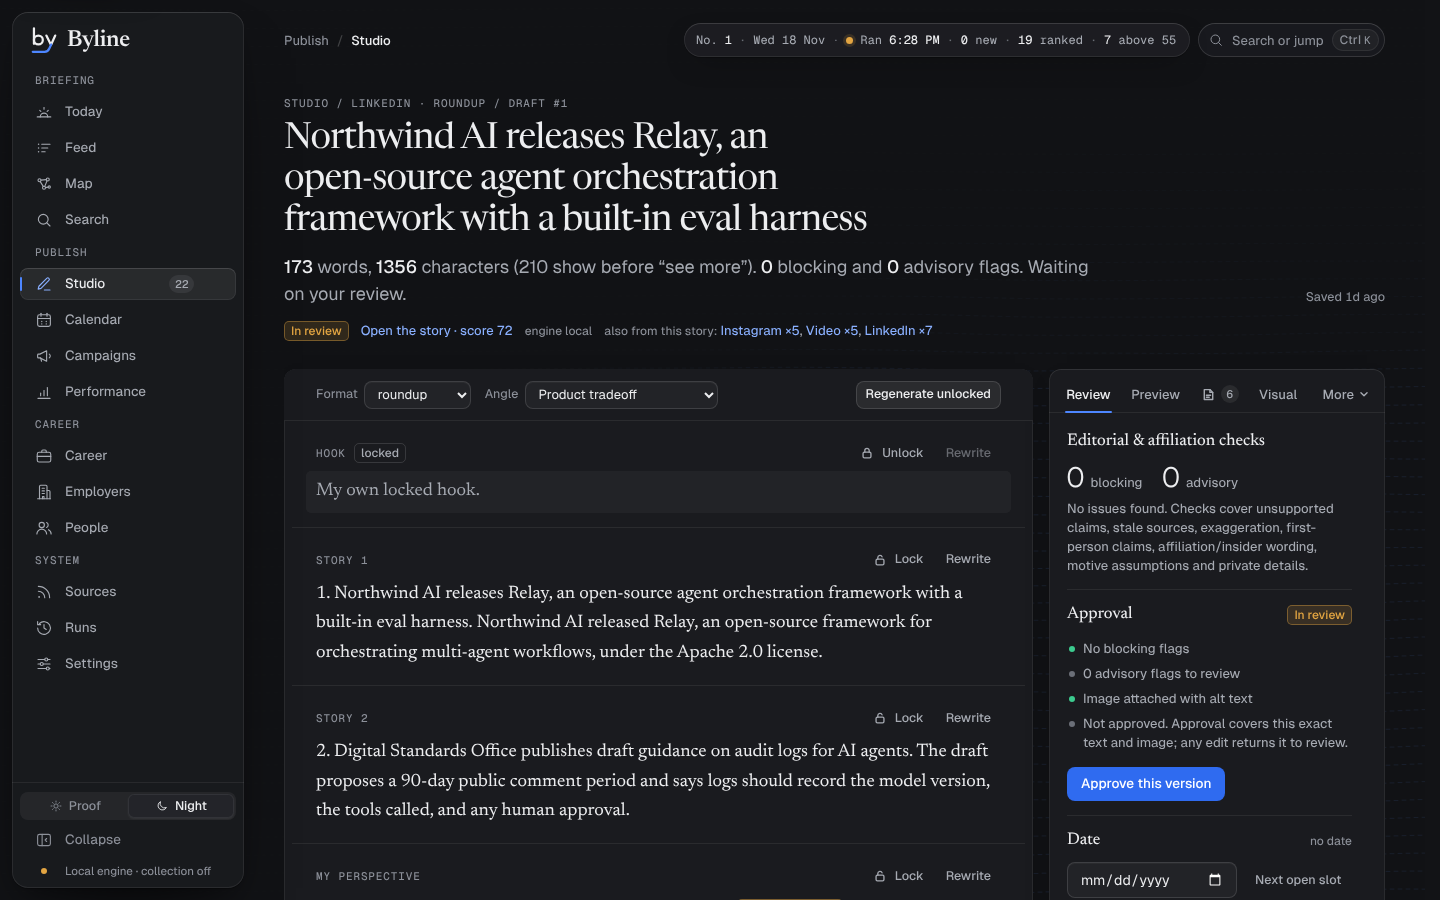 by Byline
BRIEFING
Today
Feed
Map
Search
PUBLISH
Studio 22
Calendar
Campaigns
Performance
CAREER
Career
Employers
People
SYSTEM
Sources
Runs
Settings
Proof Night
Collapse
Local engine · collection off
Publish / Studio
No. 1 · Wed 18 Nov · Ran 6:28 PM · 0 new · 19 ranked · 7 above 55
Search or jump Ctrl K
STUDIO / LINKEDIN · ROUNDUP / DRAFT #1
Northwind AI releases Relay, an
open-source agent orchestration
framework with a built-in eval harness
173 words, 1356 characters (210 show before “see more”). 0 blocking and 0 advisory flags. Waiting
on your review.
Saved 1d ago
In review Open the story · score 72 engine local also from this story: Instagram ×5, Video ×5, LinkedIn ×7
Format roundup Angle Product tradeoff Regenerate unlocked
HOOK locked Unlock Rewrite
My own locked hook.
STORY 1 Lock Rewrite
1. Northwind AI releases Relay, an open-source agent orchestration framework with a
built-in eval harness. Northwind AI released Relay, an open-source framework for
orchestrating multi-agent workflows, under the Apache 2.0 license.
STORY 2 Lock Rewrite
2. Digital Standards Office publishes draft guidance on audit logs for AI agents. The draft
proposes a 90-day public comment period and says logs should record the model version,
the tools called, and any human approval.
MY PERSPECTIVE Lock Rewrite
Review Preview 6 Visual More
Editorial & affiliation checks
0 blocking 0 advisory
No issues found. Checks cover unsupported
claims, stale sources, exaggeration, first-
person claims, affiliation/insider wording,
motive assumptions and private details.
Approval In review
No blocking flags
0 advisory flags to review
Image attached with alt text
Not approved. Approval covers this exact
text and image; any edit returns it to review.
Approve this version
Date no date
mm/dd/yyyy Next open slot